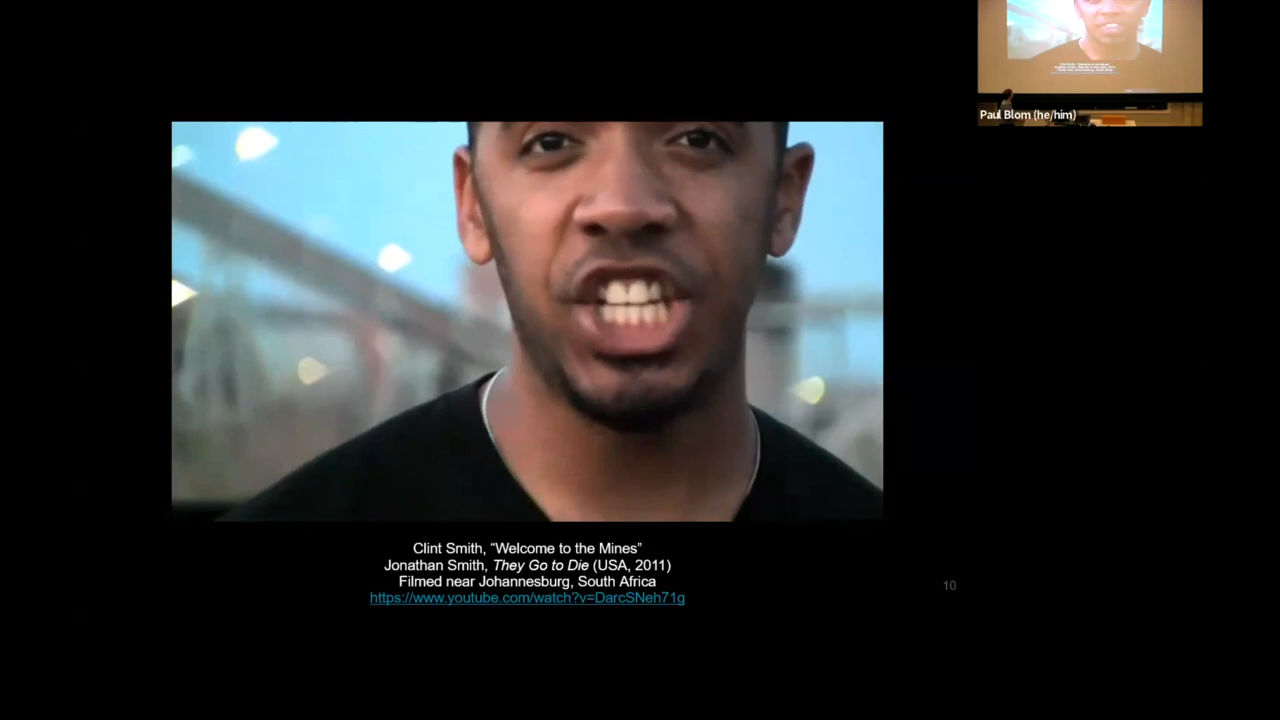 Paul Blom (he/him)
Clint Smith, “Welcome to the Mines”
Jonathan Smith, They Go to Die (USA, 2011)
Filmed near Johannesburg, South Africa
https://www.youtube.com/watch?v=DarcSNeh71g
10